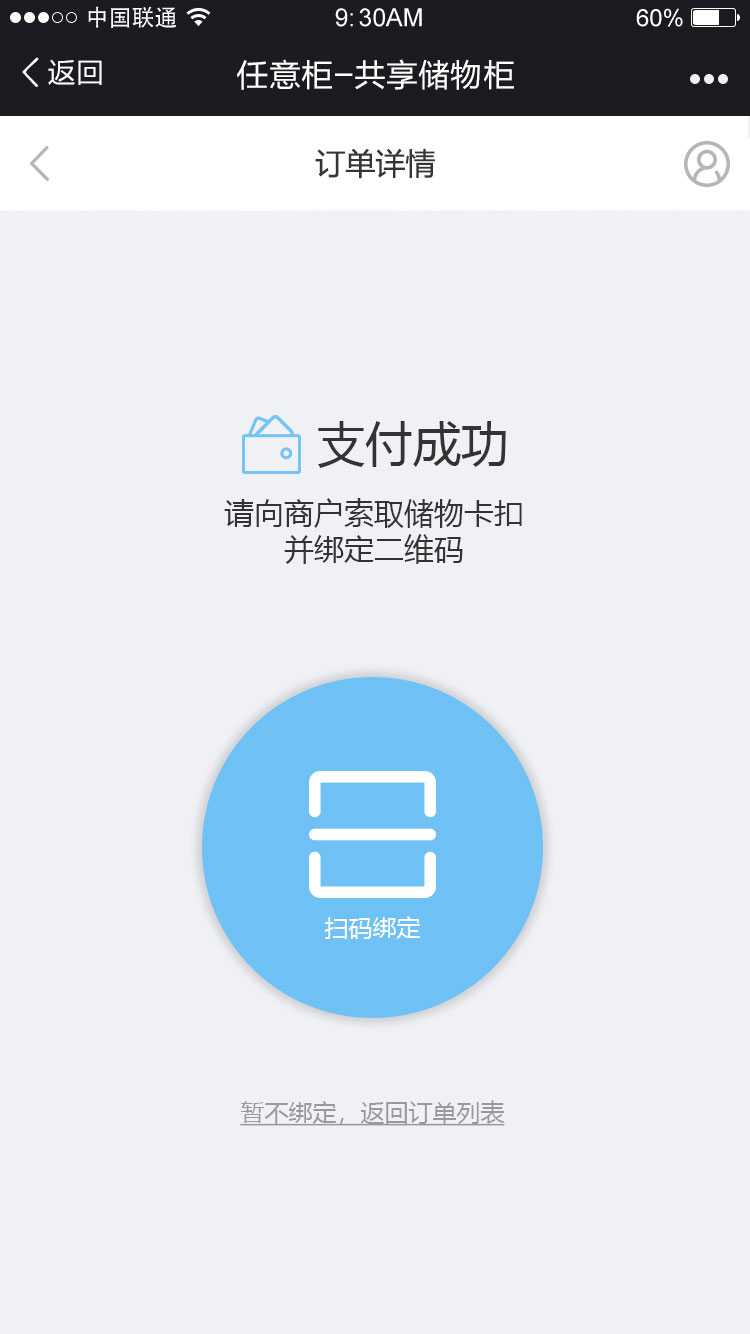 中国联通 9:30AM 60%
返回 任意柜-共享储物柜
订单详情
支付成功
请向商户索取储物卡扣
并绑定二维码
扫码绑定
暂不绑定，返回订单列表